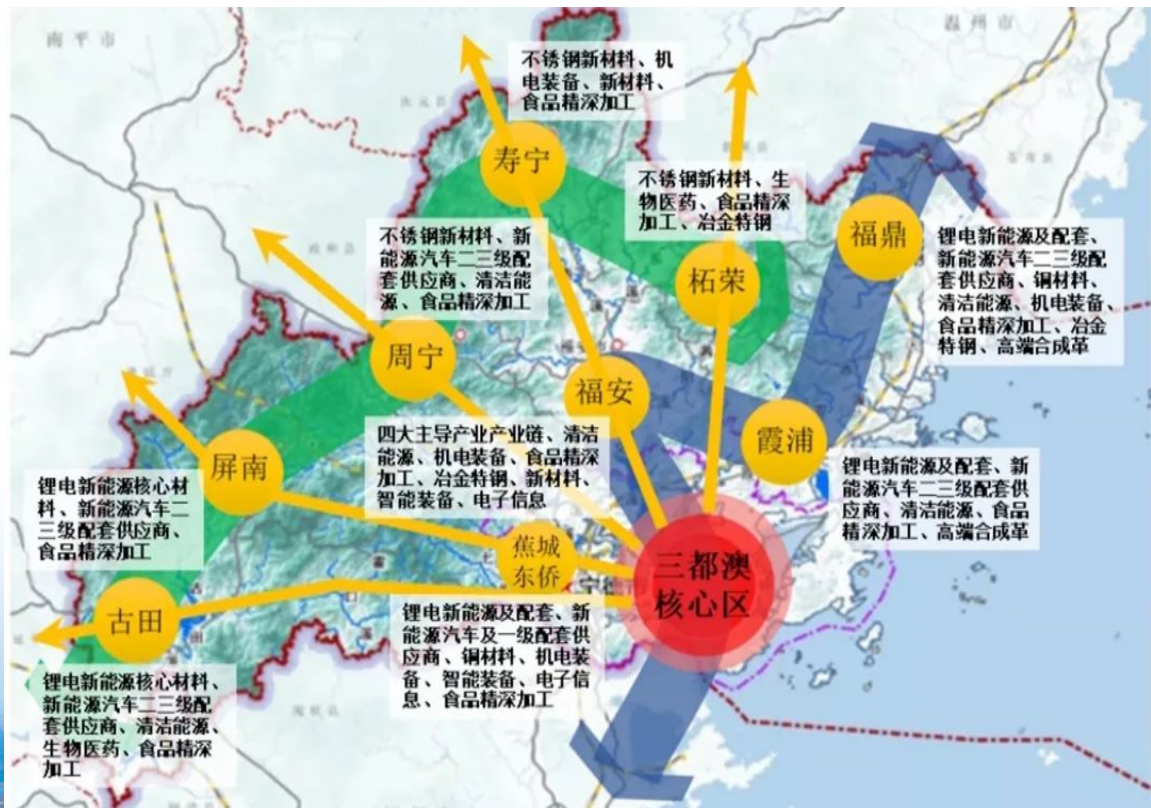 南平市
温州市
不锈钢新材料、机
电装备、新材料、
食品精深加工
寿宁
不锈钢新材料、生
物医药、食品精深
加工、冶金特钢
福鼎
锂电新能源及配套、
新能源汽车二三级配
套供应商、铜材料、
清洁能源、机电装备、
食品精深加工、冶金
特钢、高端合成革
不锈钢新材料、新
能源汽车二三级配
套供应商、清洁能
源、食品精深加工
柘荣
周宁
福安
霞浦
四大主导产业产业链、清洁
能源、机电装备、食品精深
加工、冶金特钢、新材料、
智能装备、电子信息
屏南
锂电新能源及配套、新
能源汽车二三级配套供
应商、清洁能源、食品
精深加工、高端合成革
锂电新能源核心材
料、新能源汽车二
三级配套供应商、
食品精深加工
蕉城
东侨
宁德市
三都澳
核心区
古田
锂电新能源及配套、新
能源汽车及一级配套供
应商、铜材料、机电装
备、智能装备、电子信
息、食品精深加工
锂电新能源核心材料、
新能源汽车二三级配
套供应商、清洁能源、
生物医药、食品精深
加工